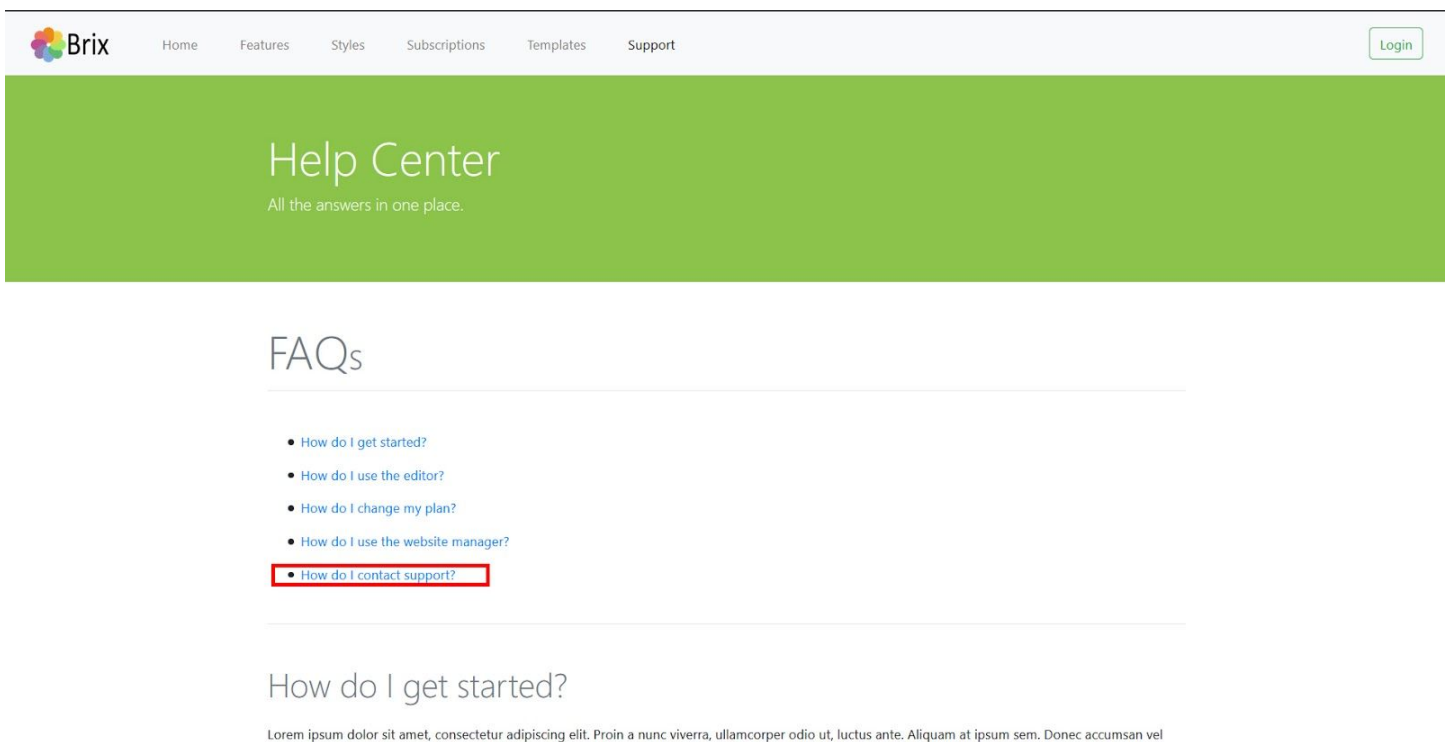 Brix Home Features Styles Subscriptions Templates Support Login
Help Center
All the answers in one place.
FAQs
How do I get started?
How do I use the editor?
How do I change my plan?
How do I use the website manager?
How do I contact support?
How do I get started?
Lorem ipsum dolor sit amet, consectetur adipiscing elit. Proin a nunc viverra, ullamcorper odio ut, luctus ante. Aliquam at ipsum sem. Donec accumsan vel